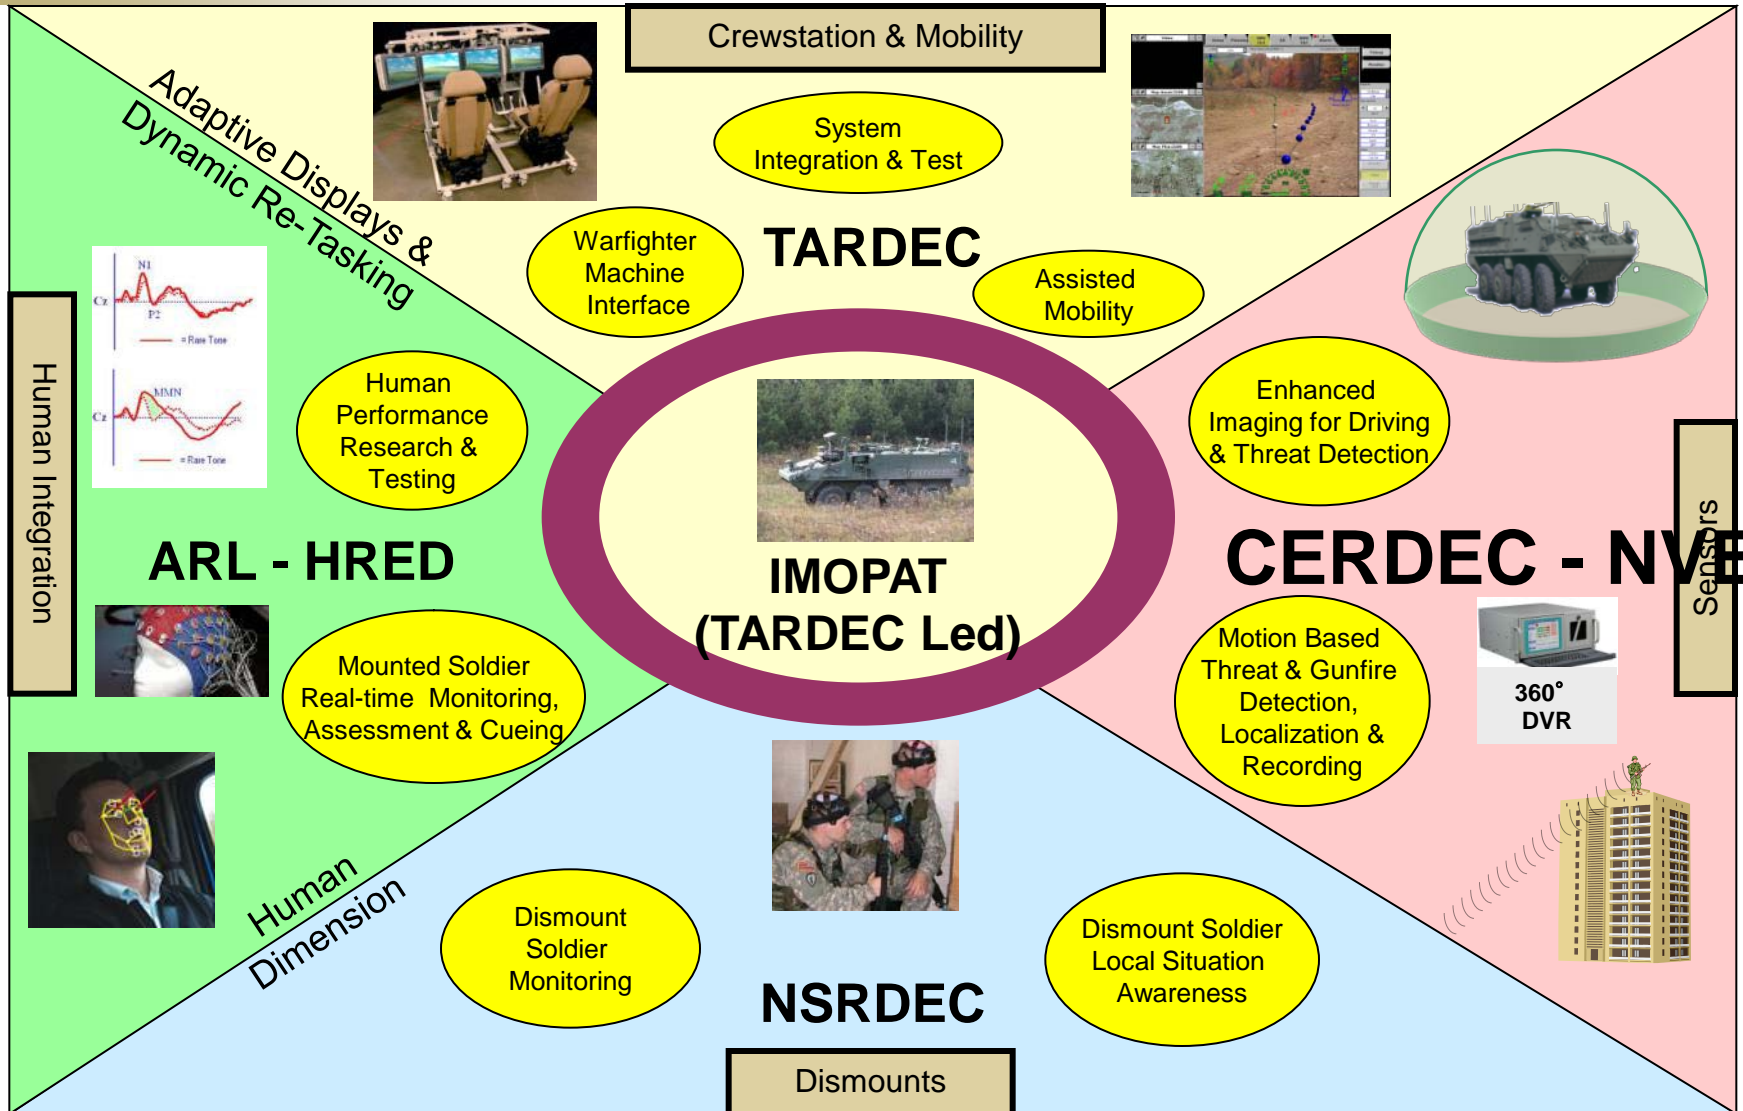 Crewstation & Mobility
System
Integration & Test
Adaptive Displays &
Dynamic Re-Tasking
Warfighter
Machine
Interface
TARDEC
Assisted
Mobility
N1
Cz
P2
= Rare Tone
MMN
Cz
= Rare Tone
Human Integration
Human
Performance
Research &
Testing
Enhanced
Imaging for Driving
& Threat Detection
Sensors
ARL - HRED
IMOPAT
(TARDEC Led)
CERDEC - NVE
Mounted Soldier
Real-time Monitoring,
Assessment & Cueing
Motion Based
Threat & Gunfire
Detection,
Localization &
Recording
360°
DVR
Human
Dimension
Dismount
Soldier
Monitoring
Dismount Soldier
Local Situation
Awareness
NSRDEC
Dismounts